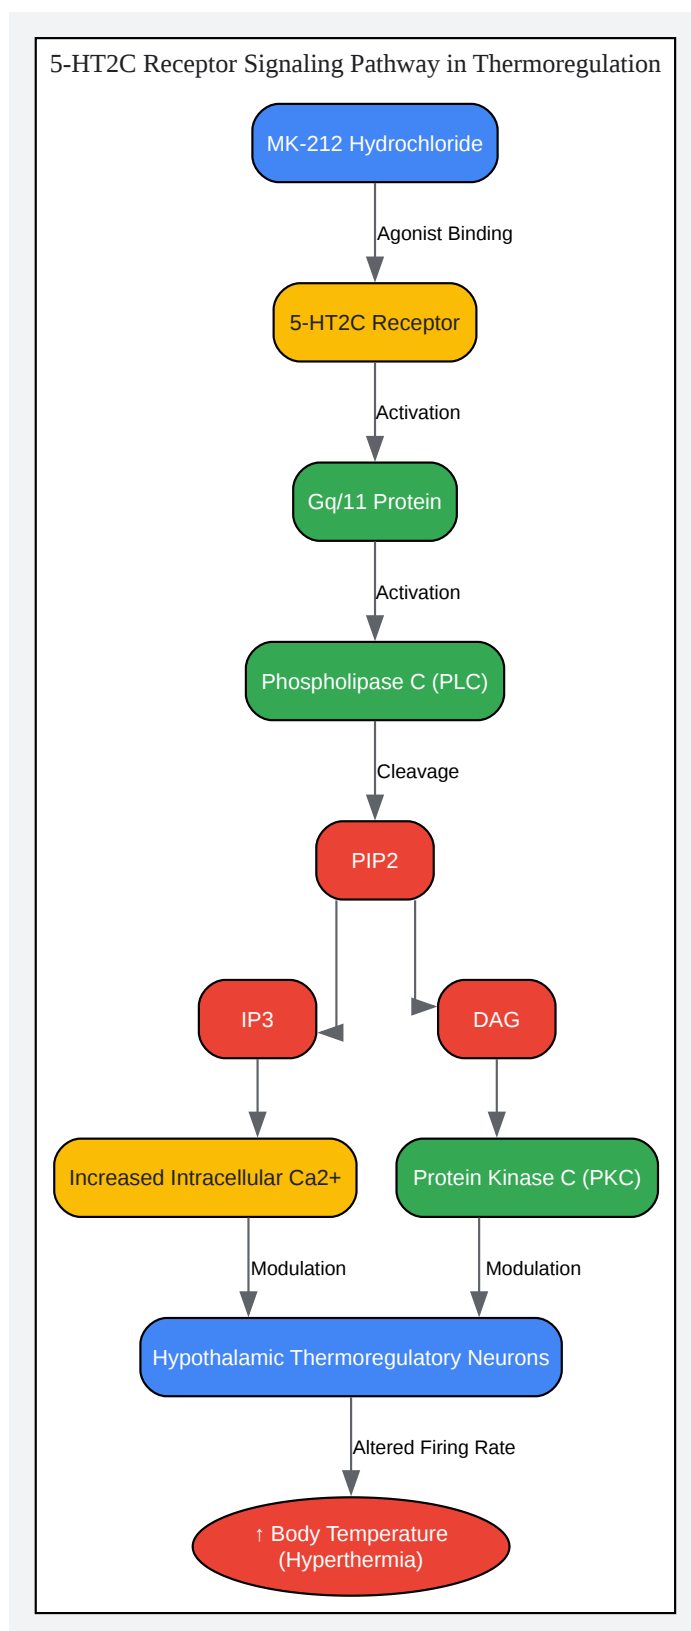 5-HT2C Receptor Signaling Pathway in Thermoregulation
MK-212 Hydrochloride
Agonist Binding
5-HT2C Receptor
Activation
Gq/11 Protein
Activation
Phospholipase C (PLC)
Cleavage
PIP2
IP3
DAG
Increased Intracellular Ca2+
Protein Kinase C (PKC)
Modulation
Modulation
Hypothalamic Thermoregulatory Neurons
Altered Firing Rate
↑ Body Temperature
(Hyperthermia)